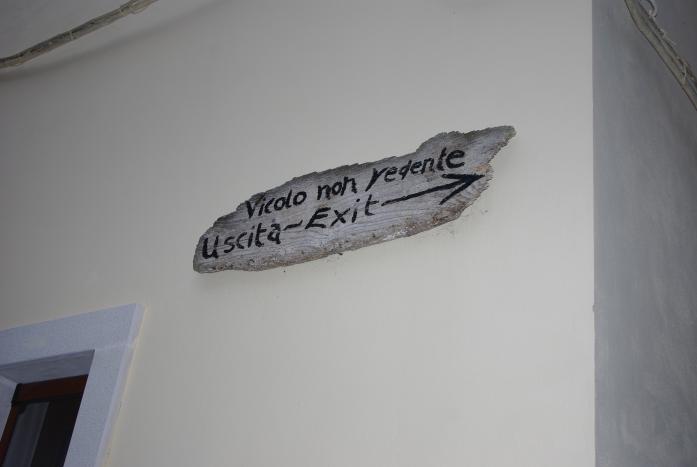 Vicolo non vedente
Uscita-Exit